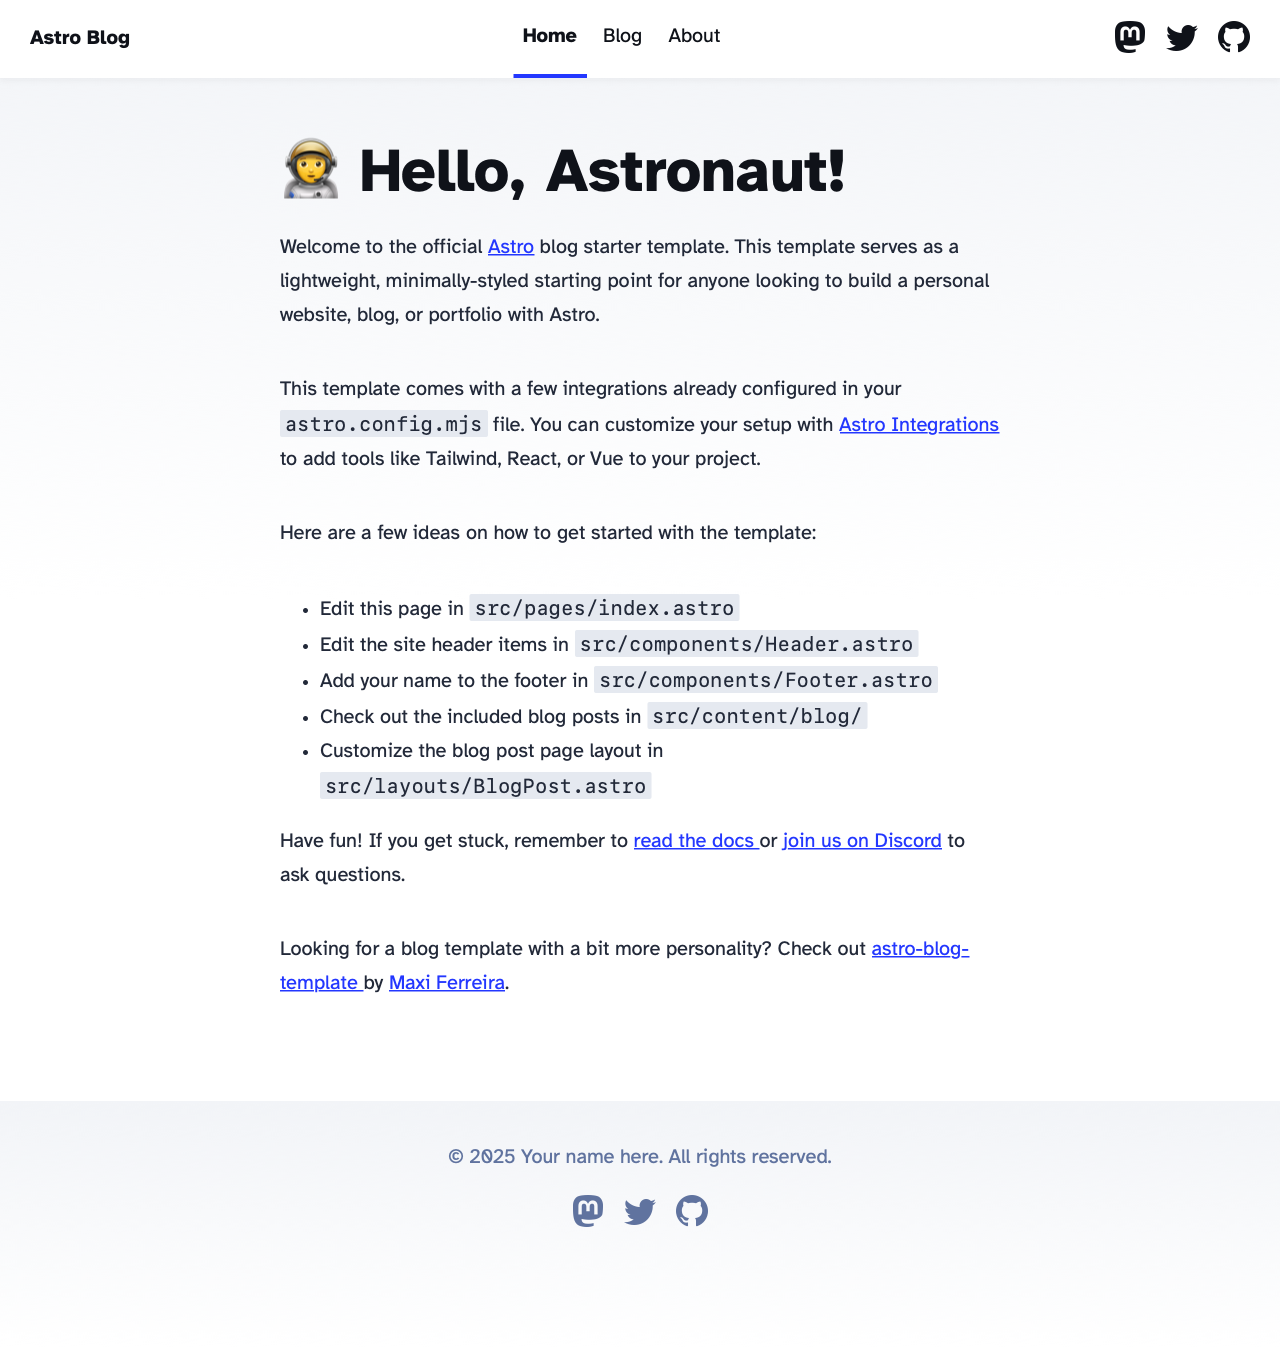 Astro Blog
Home Blog About
🧑‍🚀 Hello, Astronaut!
Welcome to the official Astro blog starter template. This template serves as a
lightweight, minimally-styled starting point for anyone looking to build a personal
website, blog, or portfolio with Astro.
This template comes with a few integrations already configured in your
astro.config.mjs file. You can customize your setup with Astro Integrations
to add tools like Tailwind, React, or Vue to your project.
Here are a few ideas on how to get started with the template:
• Edit this page in src/pages/index.astro
• Edit the site header items in src/components/Header.astro
• Add your name to the footer in src/components/Footer.astro
• Check out the included blog posts in src/content/blog/
• Customize the blog post page layout in
src/layouts/BlogPost.astro
Have fun! If you get stuck, remember to read the docs or join us on Discord to
ask questions.
Looking for a blog template with a bit more personality? Check out astro-blog-
template by Maxi Ferreira.
© 2025 Your name here. All rights reserved.